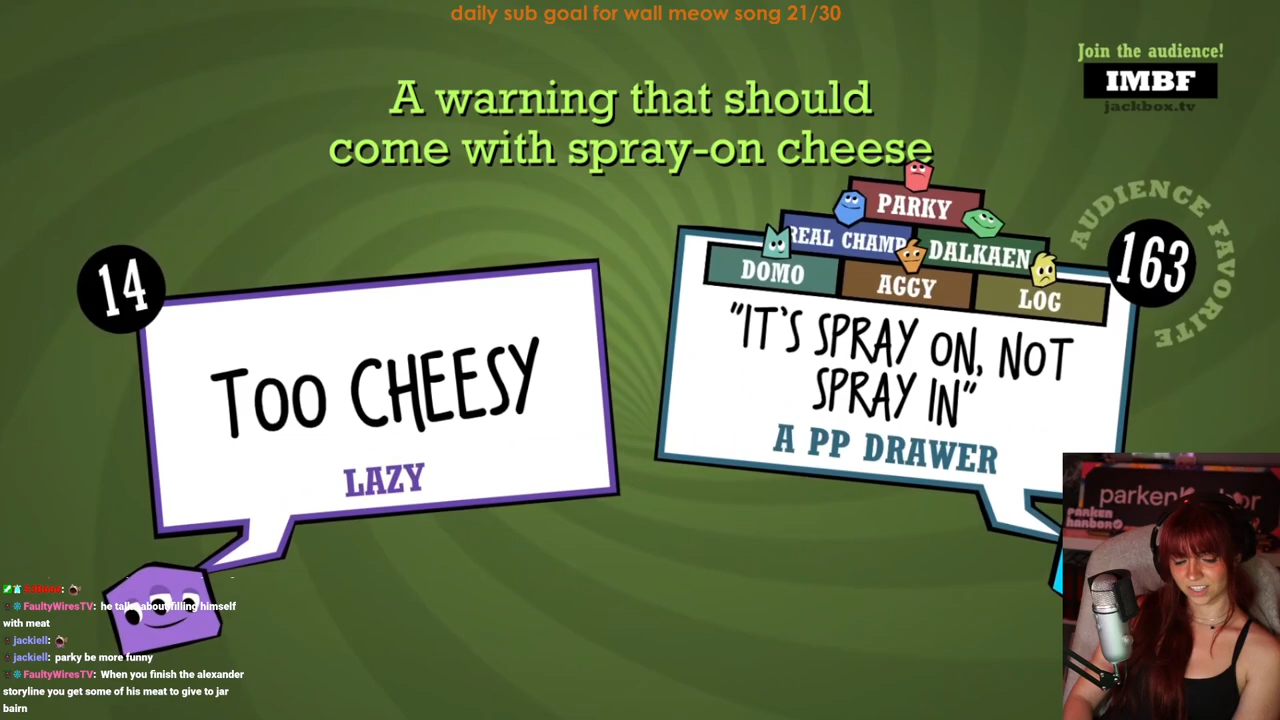 daily sub goal for wall meow song 21/30
Join the audience!
IMBF
jackbox.tv
A warning that should
come with spray-on cheese
PARKY
REAL CHAMP
DALKAEN
DOMO
AGGY
LOG
AUDIENCE FAVORITE
14
163
TOO CHEESY
LAZY
"IT'S SPRAY ON, NOT
SPRAY IN"
A PP DRAWER
FaultyWiresTV: he talks about filling himself
with meat
jackiell:
jackiell: parky be more funny
FaultyWiresTV: When you finish the alexander
storyline you get some of his meat to give to jar
bairn
PARKEN
HARBOR